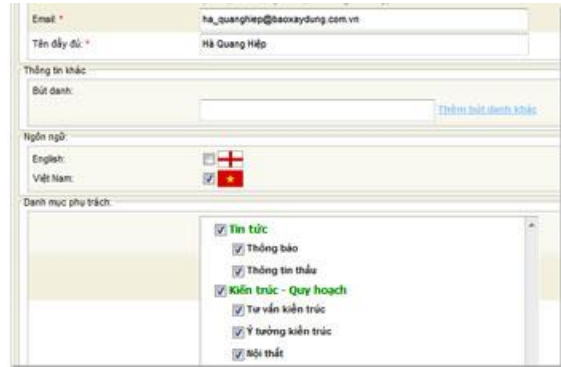 Email: * ha_quanghiep@baoxaydung.com.vn
Tên đầy đủ: * Hà Quang Hiệp
Thông tin khác
Bút danh:
Thêm bút danh khác
Ngôn ngữ:
English:
Việt Nam:
Danh mục phụ trách:
Tin tức
Thông báo
Thông tin thầu
Kiến trúc - Quy hoạch
Tư vấn kiến trúc
Ý tưởng kiến trúc
Nội thất